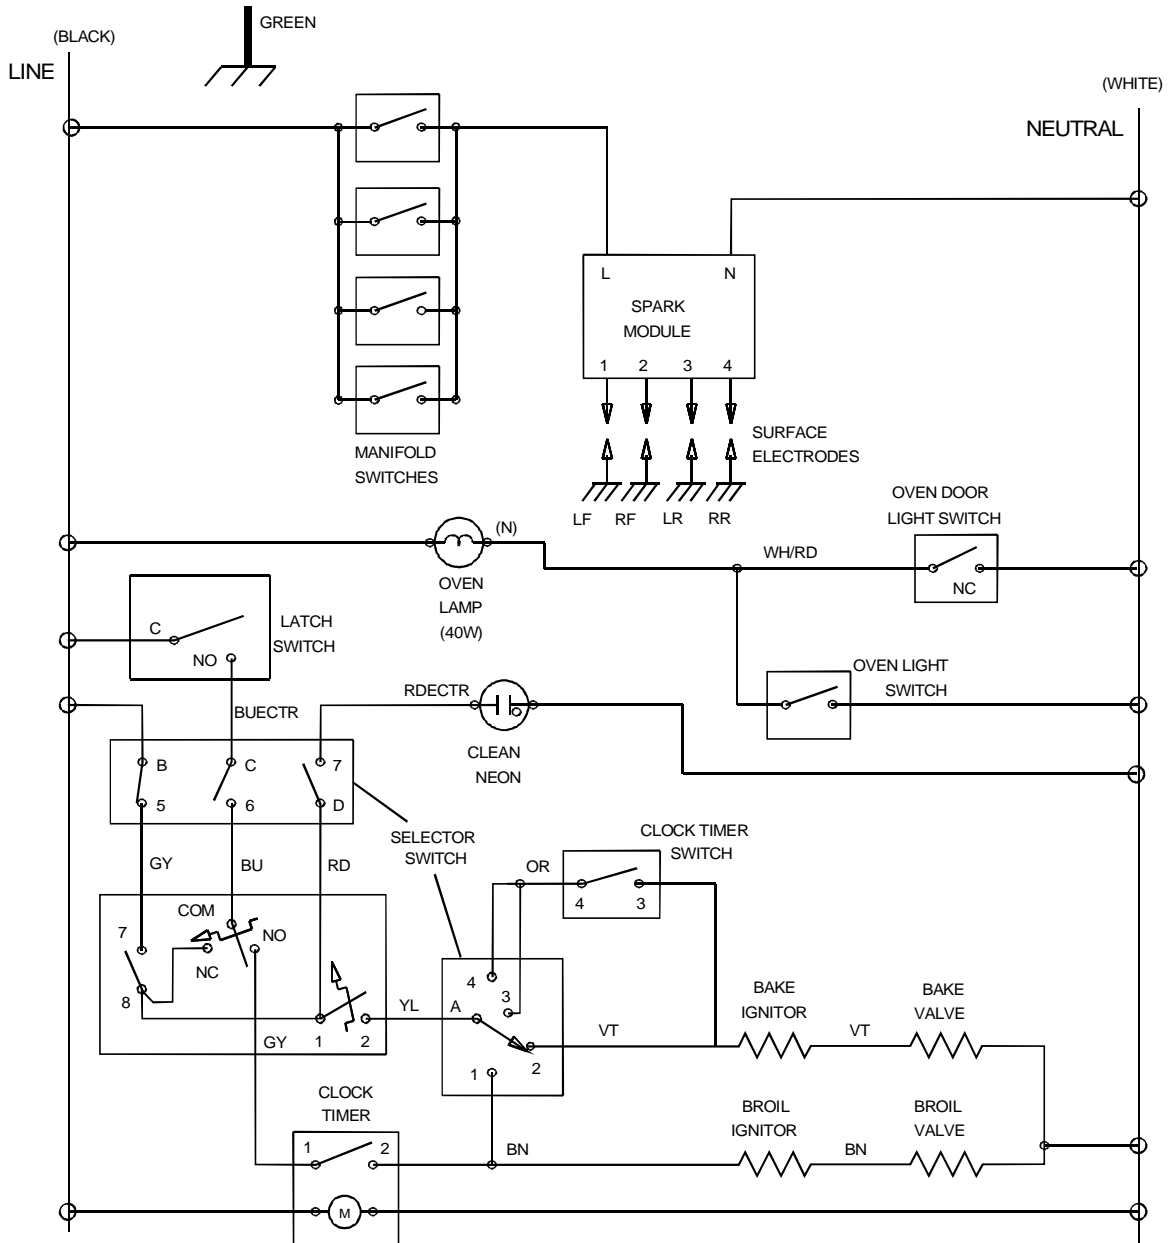 GREEN
(BLACK)
LINE
(WHITE)
NEUTRAL
L
N
SPARK
MODULE
1
2
3
4
SURFACE
ELECTRODES
MANIFOLD
SWITCHES
LF
RF
LR
RR
OVEN DOOR
LIGHT SWITCH
(N)
WH/RD
NC
OVEN
LAMP
(40W)
C
LATCH
SWITCH
NO
OVEN LIGHT
SWITCH
RDECTR
BUECTR
CLEAN
NEON
B
C
7
5
6
D
SELECTOR
SWITCH
CLOCK TIMER
SWITCH
GY
BU
RD
OR
4
3
COM
7
NO
NC
8
4
3
A
YL
BAKE
IGNITOR
BAKE
VALVE
VT
VT
GY
1
2
1
2
CLOCK
TIMER
BROIL
IGNITOR
BROIL
VALVE
1
2
BN
BN
M